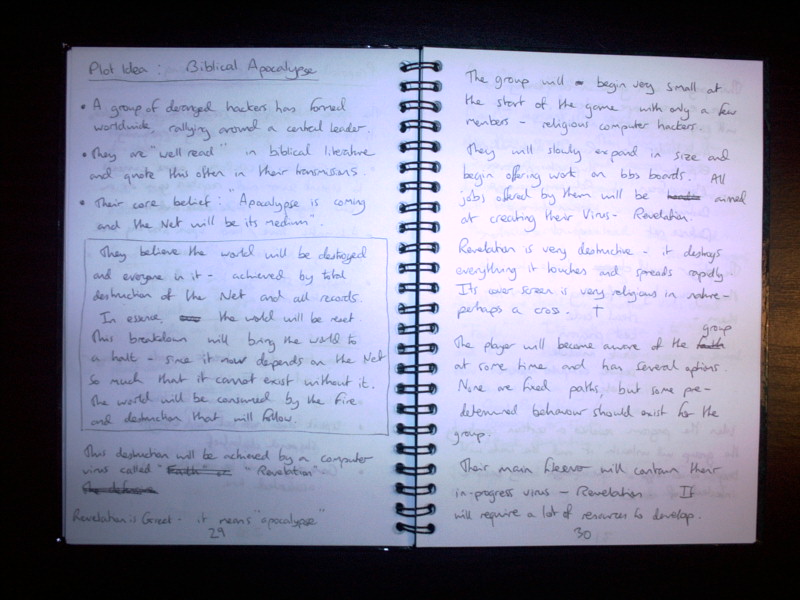 Plot Idea : Biblical Apocalypse
• A group of deranged hackers has formed
worldwide, rallying around a central leader.
• They are "well read" in biblical literature
and quote this often in their transmissions.
• Their core belief: "Apocalypse is coming
and the Net will be its medium"
They believe the world will be destroyed
and everyone in it - achieved by total
destruction of the Net and all records.
In essence, the world will be reset.
This breakdown will bring the world to
a halt - since it now depends on the Net
so much that it cannot exist without it.
The world will be consumed by the fire
and destruction that will follow.
This destruction will be achieved by a computer
virus called "Faith" or "Revelation"
Revelation is Greek - it means "apocalypse"
29
The group will begin very small at
the start of the game with only a few
members - religious computer hackers.
They will slowly expand in size and
begin offering work on bbs boards. All
jobs offered by them will be aimed
at creating their Virus - Revelation.
Revelation is very destructive - it destroys
everything it touches and spreads rapidly.
Its cover screen is very religious in nature -
perhaps a cross. †
group
The player will become aware of the faith
at some time and has several options.
None are fixed paths, but some pre-
determined behaviour should exist for the
group.
Their main fileserver will contain their
in-progress virus - Revelation It
will require a lot of resources to develop.
30